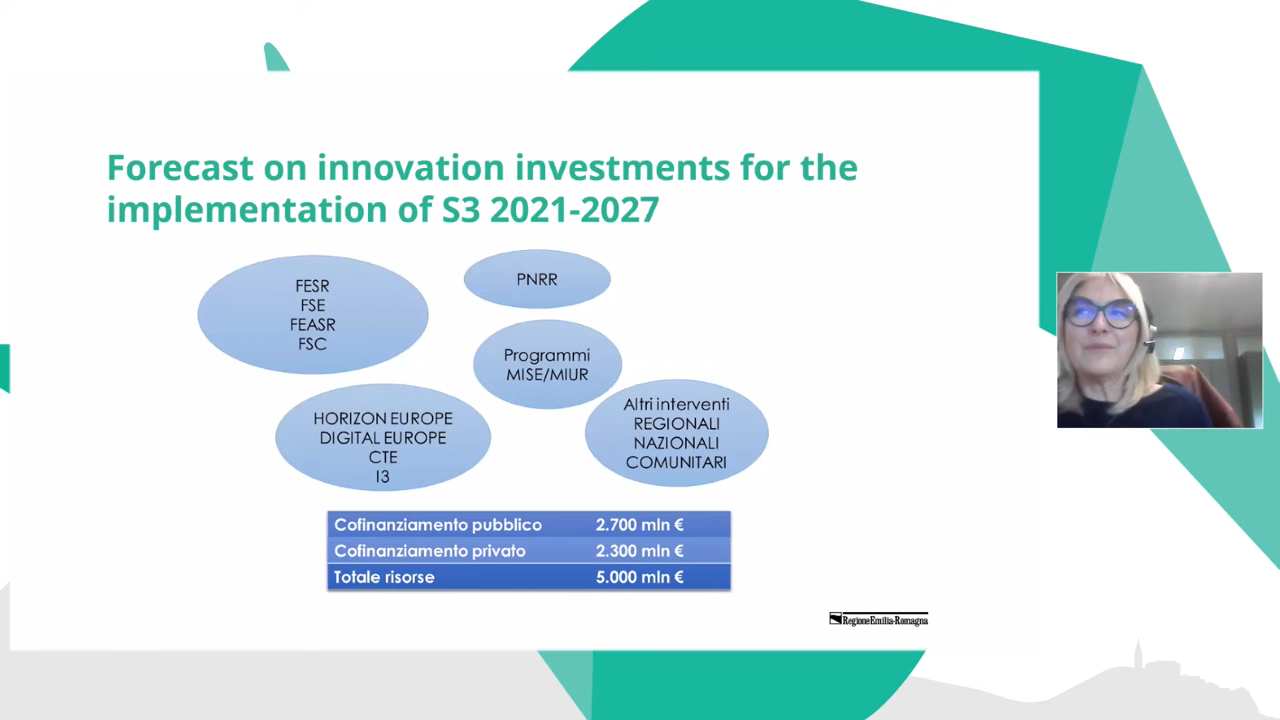 Forecast on innovation investments for the
implementation of S3 2021-2027
FESR
FSE
FEASR
FSC
PNRR
Programmi
MISE/MIUR
HORIZON EUROPE
DIGITAL EUROPE
CTE
I3
Altri interventi
REGIONALI
NAZIONALI
COMUNITARI
Cofinanziamento pubblico 2.700 mln €
Cofinanziamento privato 2.300 mln €
Totale risorse 5.000 mln €
RegioneEmilia-Romagna